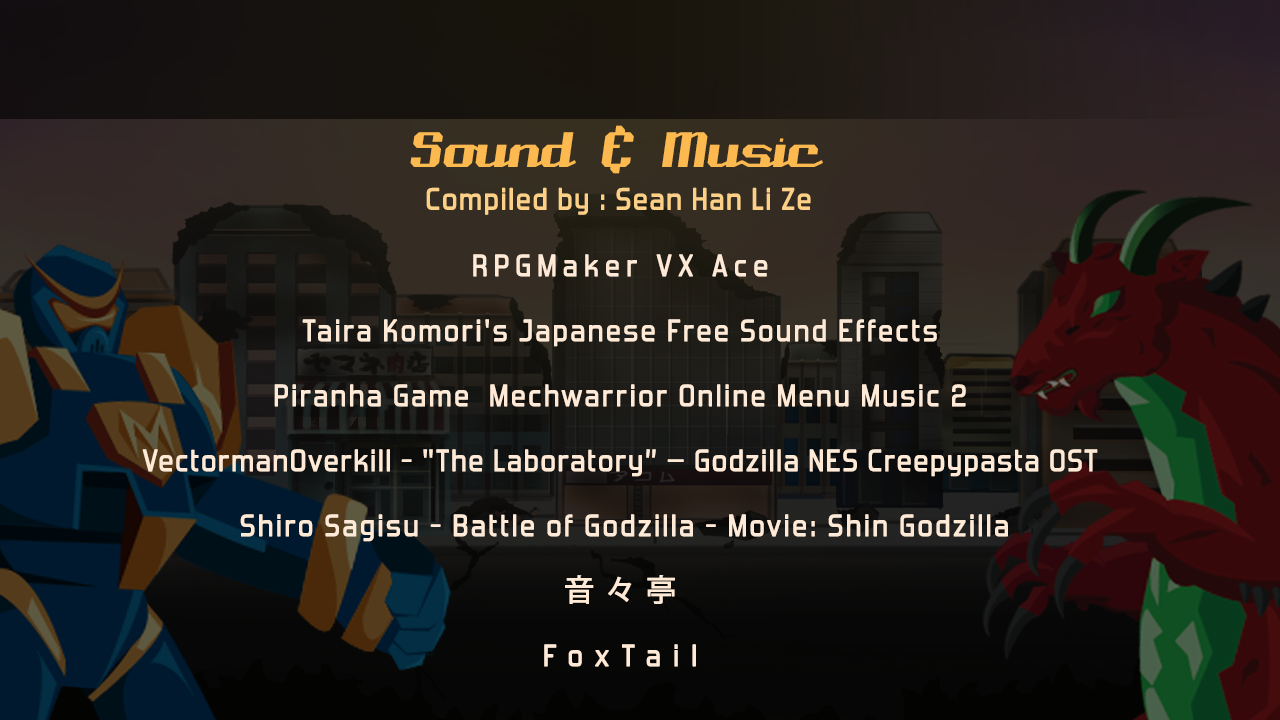 Sound & Music
Compiled by : Sean Han Li Ze
RPGMaker VX Ace
Taira Komori's Japanese Free Sound Effects
Piranha Game  Mechwarrior Online Menu Music 2
VectormanOverkill - "The Laboratory" – Godzilla NES Creepypasta OST
Shiro Sagisu - Battle of Godzilla - Movie: Shin Godzilla
音々亭
FoxTail
M